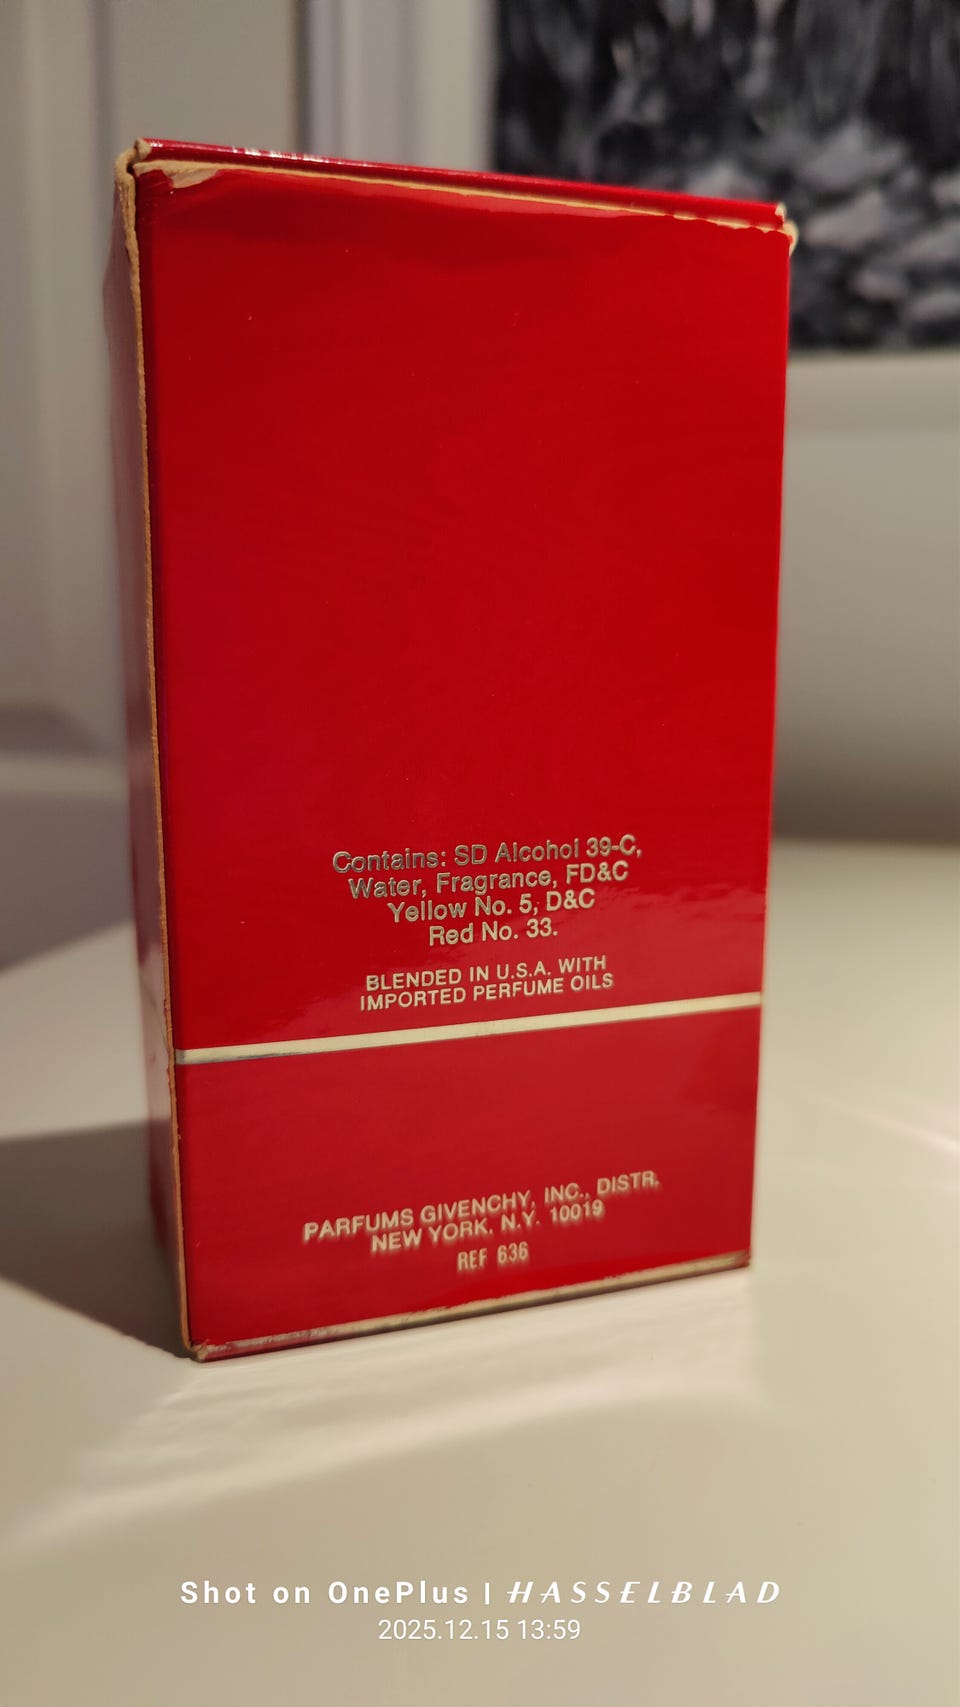 Contains: SD Alcohol 39-C,
Water, Fragrance, FD&C
Yellow No. 5, D&C
Red No. 33.
BLENDED IN U.S.A. WITH
IMPORTED PERFUME OILS
PARFUMS GIVENCHY, INC., DISTR.
NEW YORK, N.Y. 10019
REF 636
Shot on OnePlus | HASSELBLAD
2025.12.15 13:59